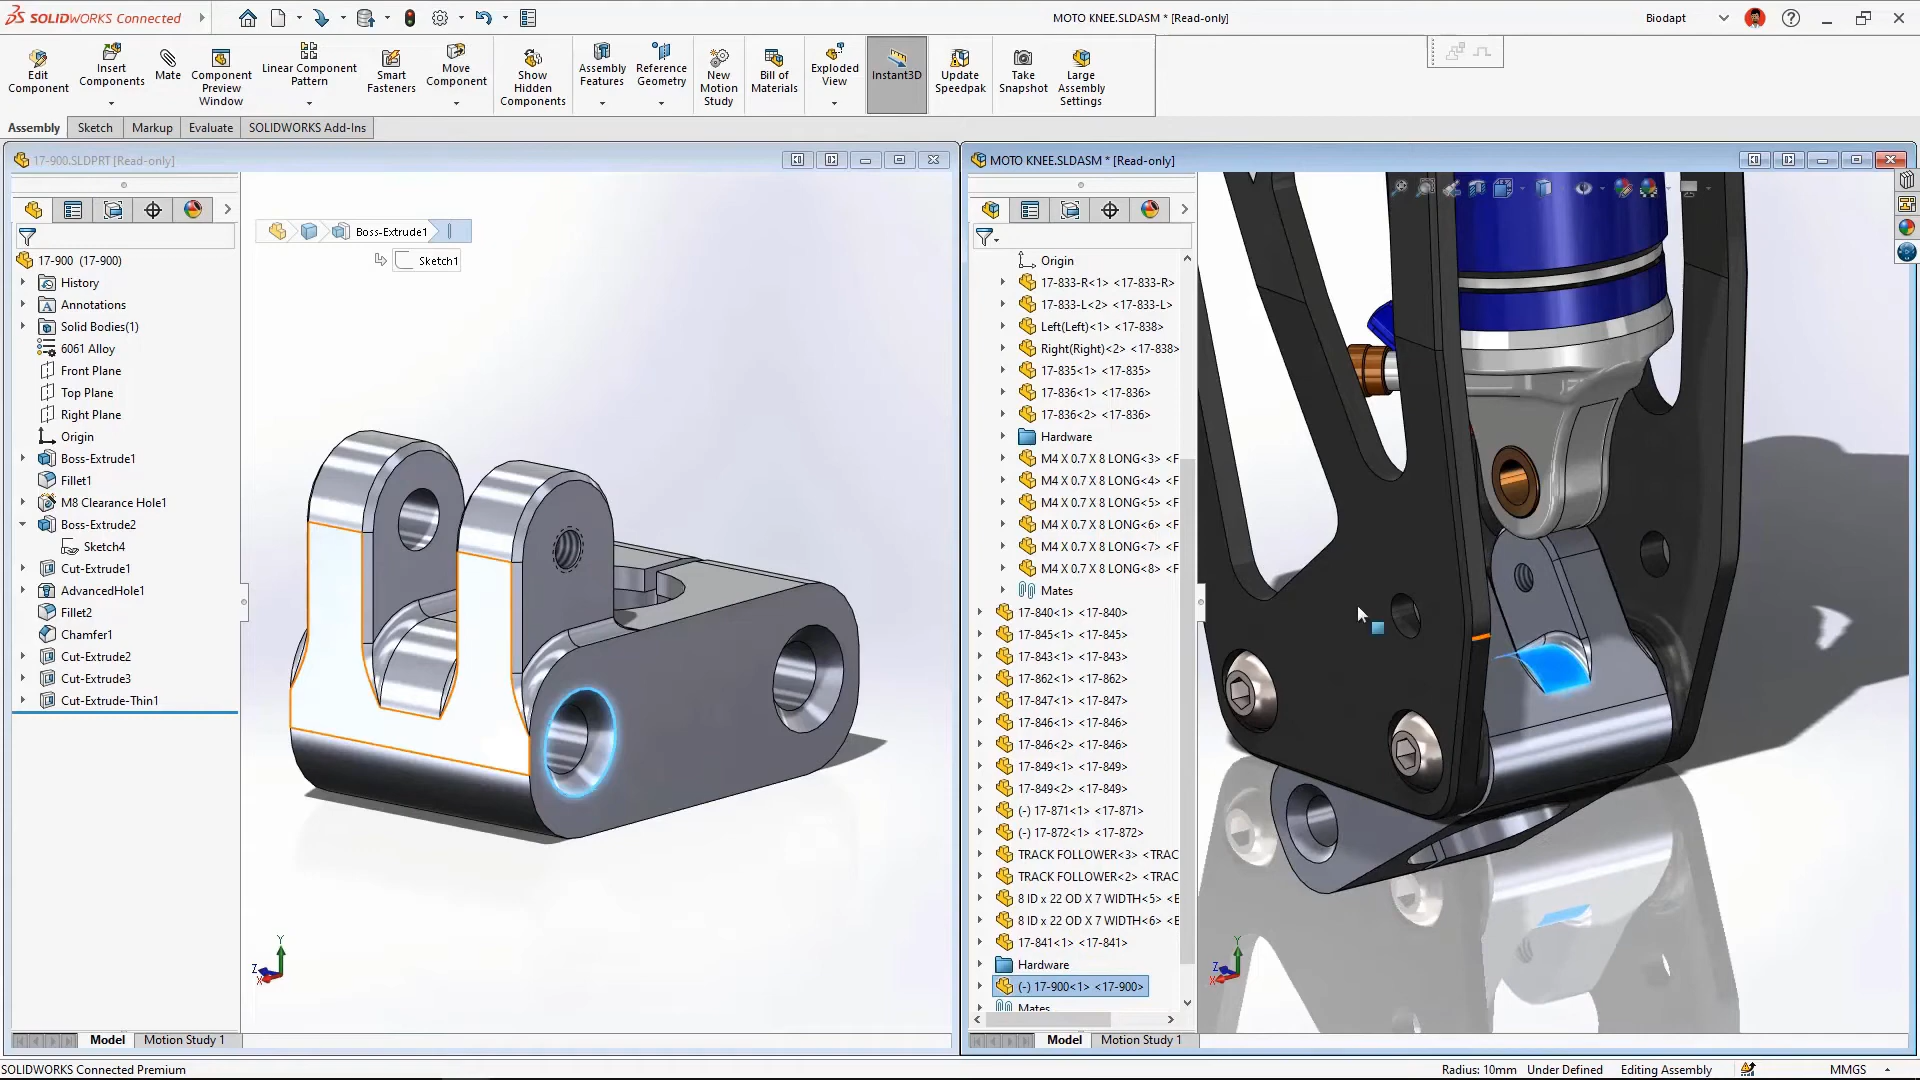 SOLIDWORKS Connected
MOTO KNEE.SLDASM * [Read-only]
Biodapt
Edit Component
Insert Components
Mate
Component Preview Window
Linear Component Pattern
Smart Fasteners
Move Component
Show Hidden Components
Assembly Features
Reference Geometry
New Motion Study
Bill of Materials
Exploded View
Instant3D
Update Speedpak
Take Snapshot
Large Assembly Settings
Assembly
Sketch
Markup
Evaluate
SOLIDWORKS Add-Ins
17-900.SLDPRT [Read-only]
17-900 (17-900)
History
Annotations
Solid Bodies(1)
6061 Alloy
Front Plane
Top Plane
Right Plane
Origin
Boss-Extrude1
Fillet1
M8 Clearance Hole1
Boss-Extrude2
Sketch4
Cut-Extrude1
AdvancedHole1
Fillet2
Chamfer1
Cut-Extrude2
Cut-Extrude3
Cut-Extrude-Thin1
Boss-Extrude1
Sketch1
Y
Z
X
Model
Motion Study 1
MOTO KNEE.SLDASM * [Read-only]
Origin
17-833-R<1> <17-833-R>
17-833-L<2> <17-833-L>
Left(Left)<1> <17-838>
Right(Right)<2> <17-838>
17-835<1> <17-835>
17-836<1> <17-836>
17-836<2> <17-836>
Hardware
M4 X 0.7 X 8 LONG<3> <F
M4 X 0.7 X 8 LONG<4> <F
M4 X 0.7 X 8 LONG<5> <F
M4 X 0.7 X 8 LONG<6> <F
M4 X 0.7 X 8 LONG<7> <F
M4 X 0.7 X 8 LONG<8> <F
Mates
17-840<1> <17-840>
17-845<1> <17-845>
17-843<1> <17-843>
17-862<1> <17-862>
17-847<1> <17-847>
17-846<1> <17-846>
17-846<2> <17-846>
17-849<1> <17-849>
17-849<2> <17-849>
(-) 17-871<1> <17-871>
(-) 17-872<1> <17-872>
TRACK FOLLOWER<3> <TRAC
TRACK FOLLOWER<2> <TRAC
8 ID x 22 OD X 7 WIDTH<5> <E
8 ID x 22 OD X 7 WIDTH<6> <E
17-841<1> <17-841>
Hardware
(-) 17-900<1> <17-900>
Mates
Y
Z
X
Model
Motion Study 1
SOLIDWORKS Connected Premium
Radius: 10mm
Under Defined
Editing Assembly
MMGS